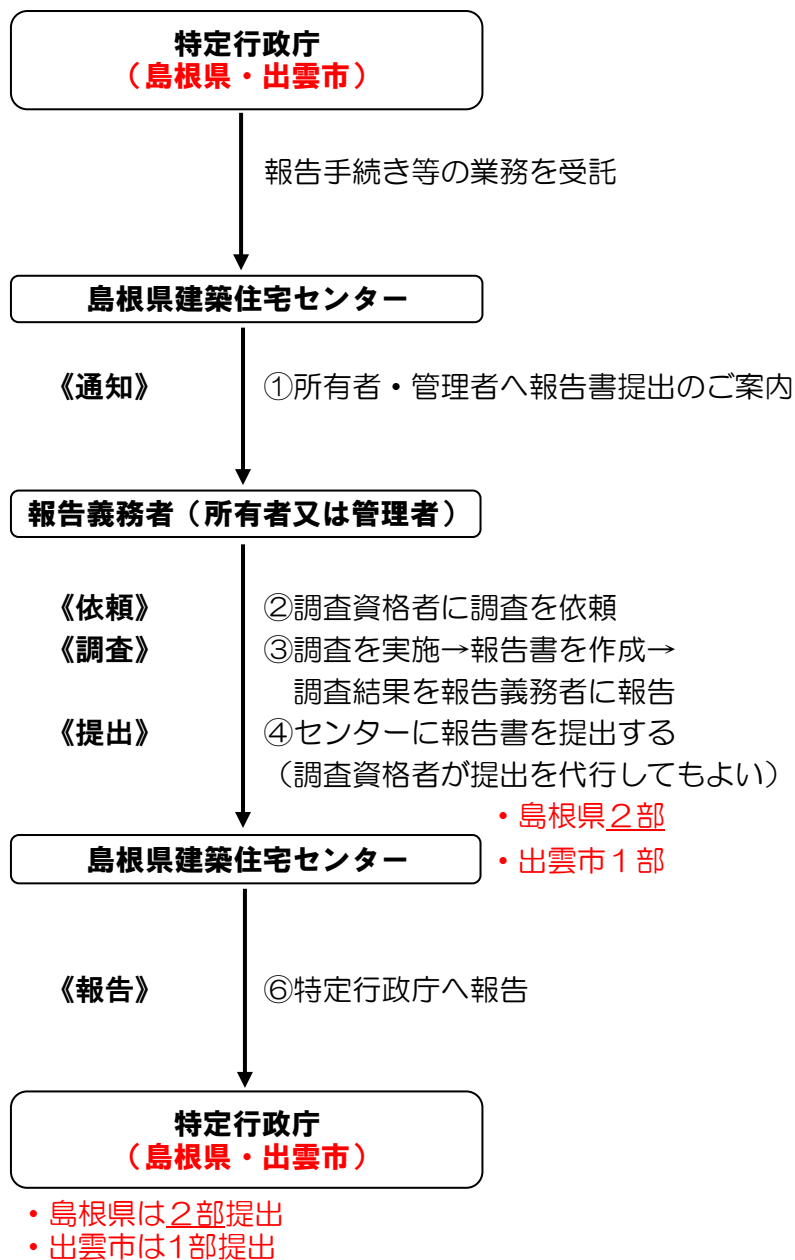 特定行政庁
（島根県・出雲市）
報告手続き等の業務を受託
島根県建築住宅センター
《通知》 ①所有者・管理者へ報告書提出のご案内
報告義務者（所有者又は管理者）
《依頼》 ②調査資格者に調査を依頼
《調査》 ③調査を実施→報告書を作成→
調査結果を報告義務者に報告
《提出》 ④センターに報告書を提出する
（調査資格者が提出を代行してもよい）
・島根県２部
島根県建築住宅センター ・出雲市１部
《報告》 ⑥特定行政庁へ報告
特定行政庁
（島根県・出雲市）
・島根県は２部提出
・出雲市は1部提出